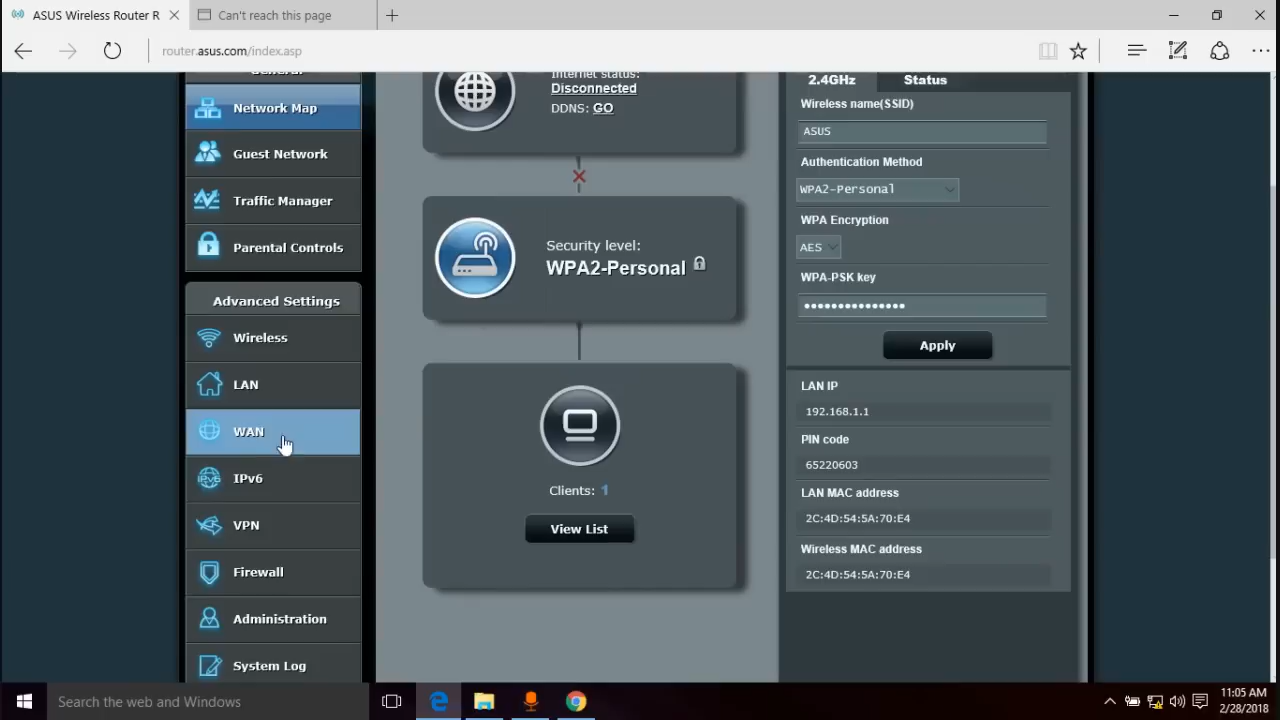 ASUS Wireless Router R
Can't reach this page
router.asus.com/index.asp
General
Network Map
Guest Network
Traffic Manager
Parental Controls
Advanced Settings
Wireless
LAN
WAN
IPv6
VPN
Firewall
Administration
System Log
Internet status:
Disconnected
DDNS: GO
Security level:
WPA2-Personal
Clients: 1
View List
2.4GHz
Status
Wireless name(SSID)
ASUS
Authentication Method
WPA2-Personal
WPA Encryption
AES
WPA-PSK key
•••••••••••••••
Apply
LAN IP
192.168.1.1
PIN code
65220603
LAN MAC address
2C:4D:54:5A:70:E4
Wireless MAC address
2C:4D:54:5A:70:E4
Search the web and Windows
11:05 AM
2/28/2018